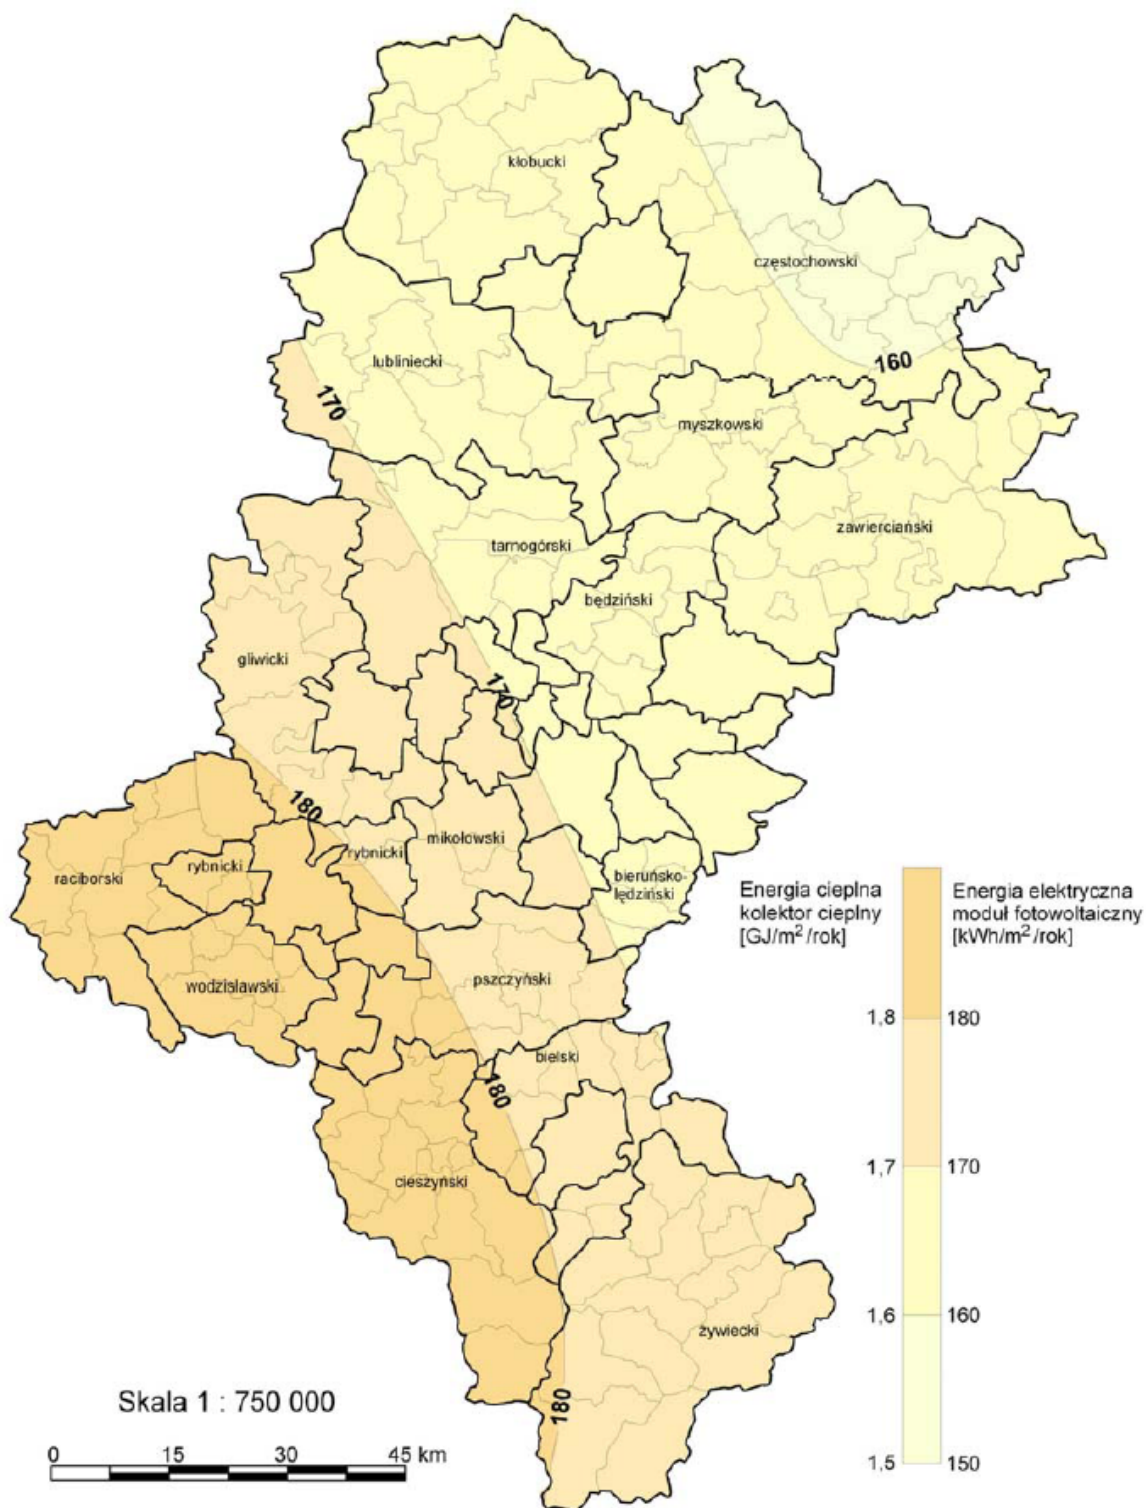 kłobucki
częstochowski
160
lubliniecki
170
myszkowski
zawierciański
tarnogórski
będziński
gliwicki
170
180
mikołowski
rybnicki
rybnicki
raciborski
bieruńsko-
lędziński
Energia cieplna
kolektor cieplny
[GJ/m²/rok]
Energia elektryczna
moduł fotowoltaiczny
[kWh/m²/rok]
pszczyński
wodzisławski
1,8
180
bielski
180
cieszyński
1,7
170
1,6
160
żywiecki
180
Skala 1 : 750 000
0 15 30 45 km
1,5
150